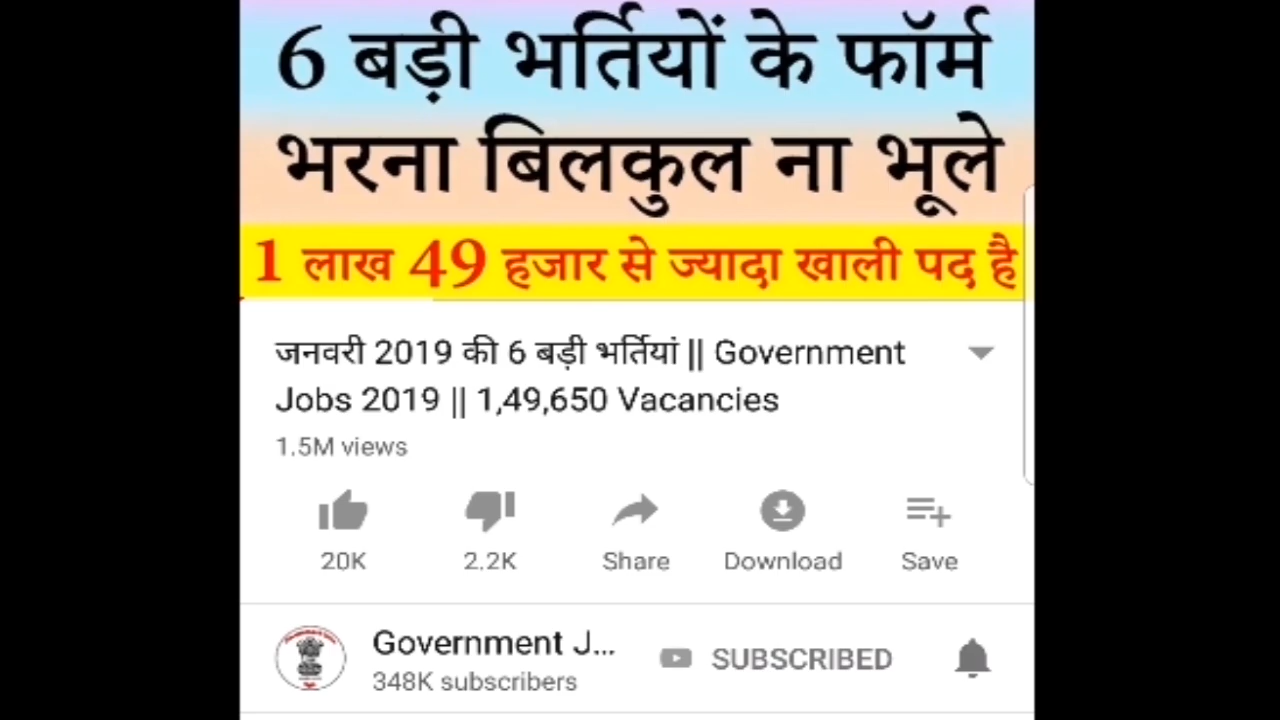 6 बड़ी भर्तियों के फॉर्म
भरना बिलकुल ना भूले
1 लाख 49 हजार से ज्यादा खाली पद है
जनवरी 2019 की 6 बड़ी भर्तियां || Government
Jobs 2019 || 1,49,650 Vacancies
1.5M views
20K
2.2K
Share
Download
Save
Government J...
SUBSCRIBED
348K subscribers